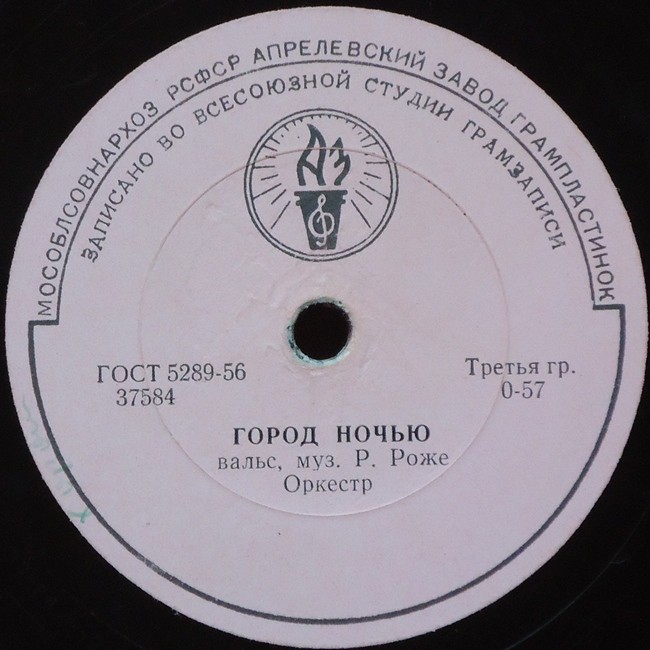 МОСОБЛСОВНАРХОЗ РСФСР АПРЕЛЕВСКИЙ ЗАВОД ГРАМПЛАСТИНОК
ЗАПИСАНО ВО ВСЕСОЮЗНОЙ СТУДИИ ГРАМЗАПИСИ
АЗ
ГОСТ 5289-56
37584
Третья гр.
0-57
ГОРОД НОЧЬЮ
вальс, муз. Р. Роже
Оркестр